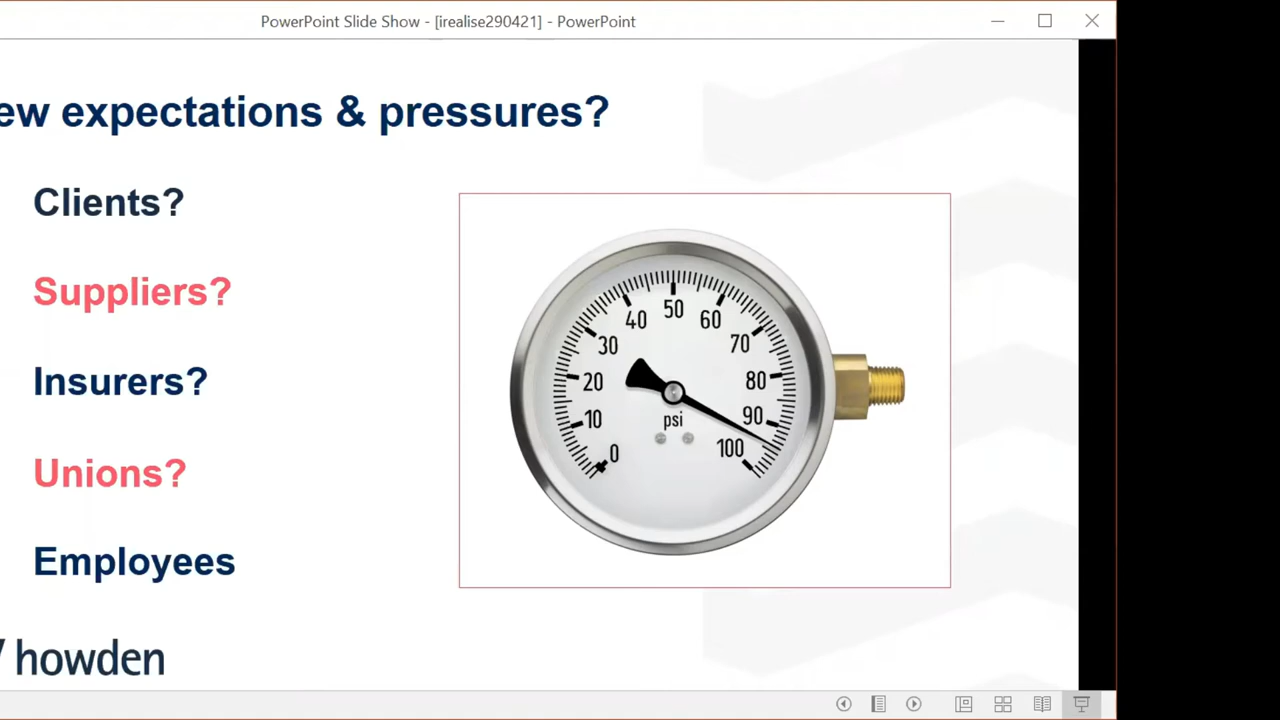 PowerPoint Slide Show - [irealise290421] - PowerPoint
ew expectations & pressures?
Clients?
Suppliers?
Insurers?
Unions?
Employees
howden
50
40
60
30
70
20
80
10
psi
90
0
100